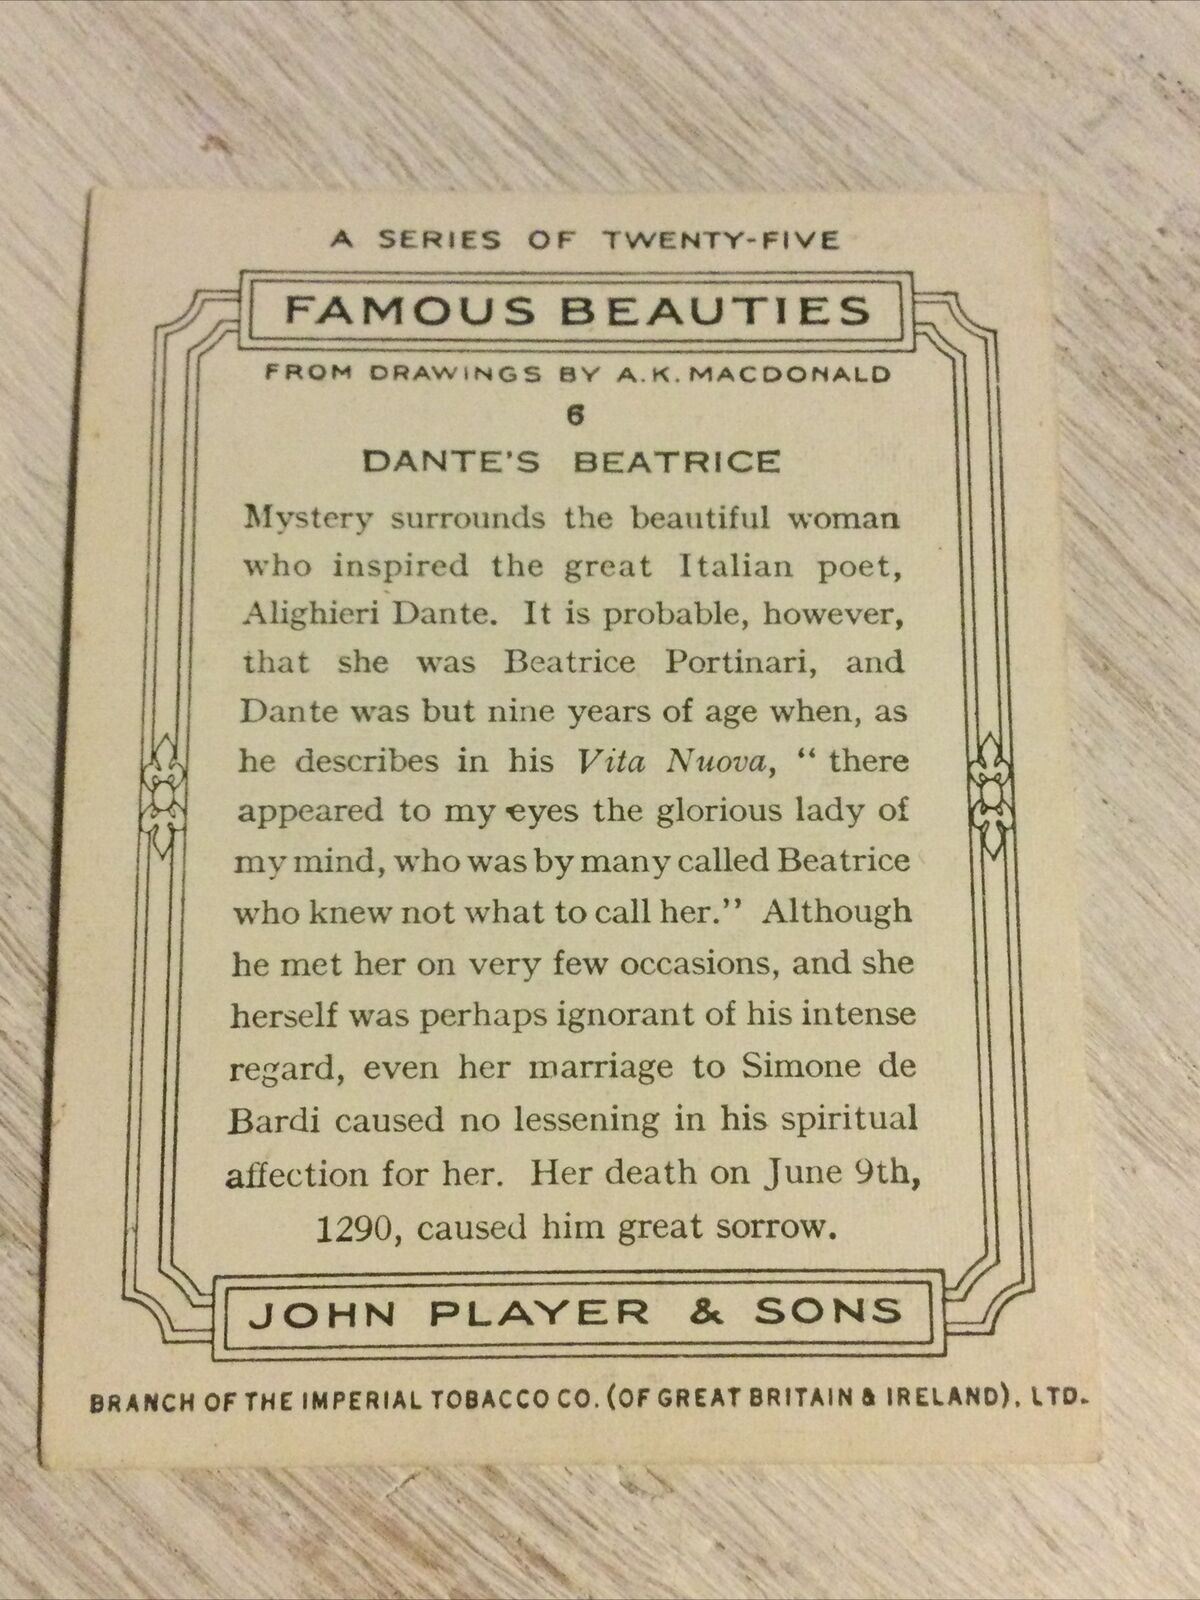 A SERIES OF TWENTY-FIVE
FAMOUS BEAUTIES
FROM DRAWINGS BY A.K. MACDONALD
6
DANTE'S BEATRICE
Mystery surrounds the beautiful woman
who inspired the great Italian poet,
Alighieri Dante. It is probable, however,
that she was Beatrice Portinari, and
Dante was but nine years of age when, as
he describes in his Vita Nuova, “ there
appeared to my eyes the glorious lady of
my mind, who was by many called Beatrice
who knew not what to call her.” Although
he met her on very few occasions, and she
herself was perhaps ignorant of his intense
regard, even her marriage to Simone de
Bardi caused no lessening in his spiritual
affection for her. Her death on June 9th,
1290, caused him great sorrow.
JOHN PLAYER & SONS
BRANCH OF THE IMPERIAL TOBACCO CO. (OF GREAT BRITAIN & IRELAND), LTD.